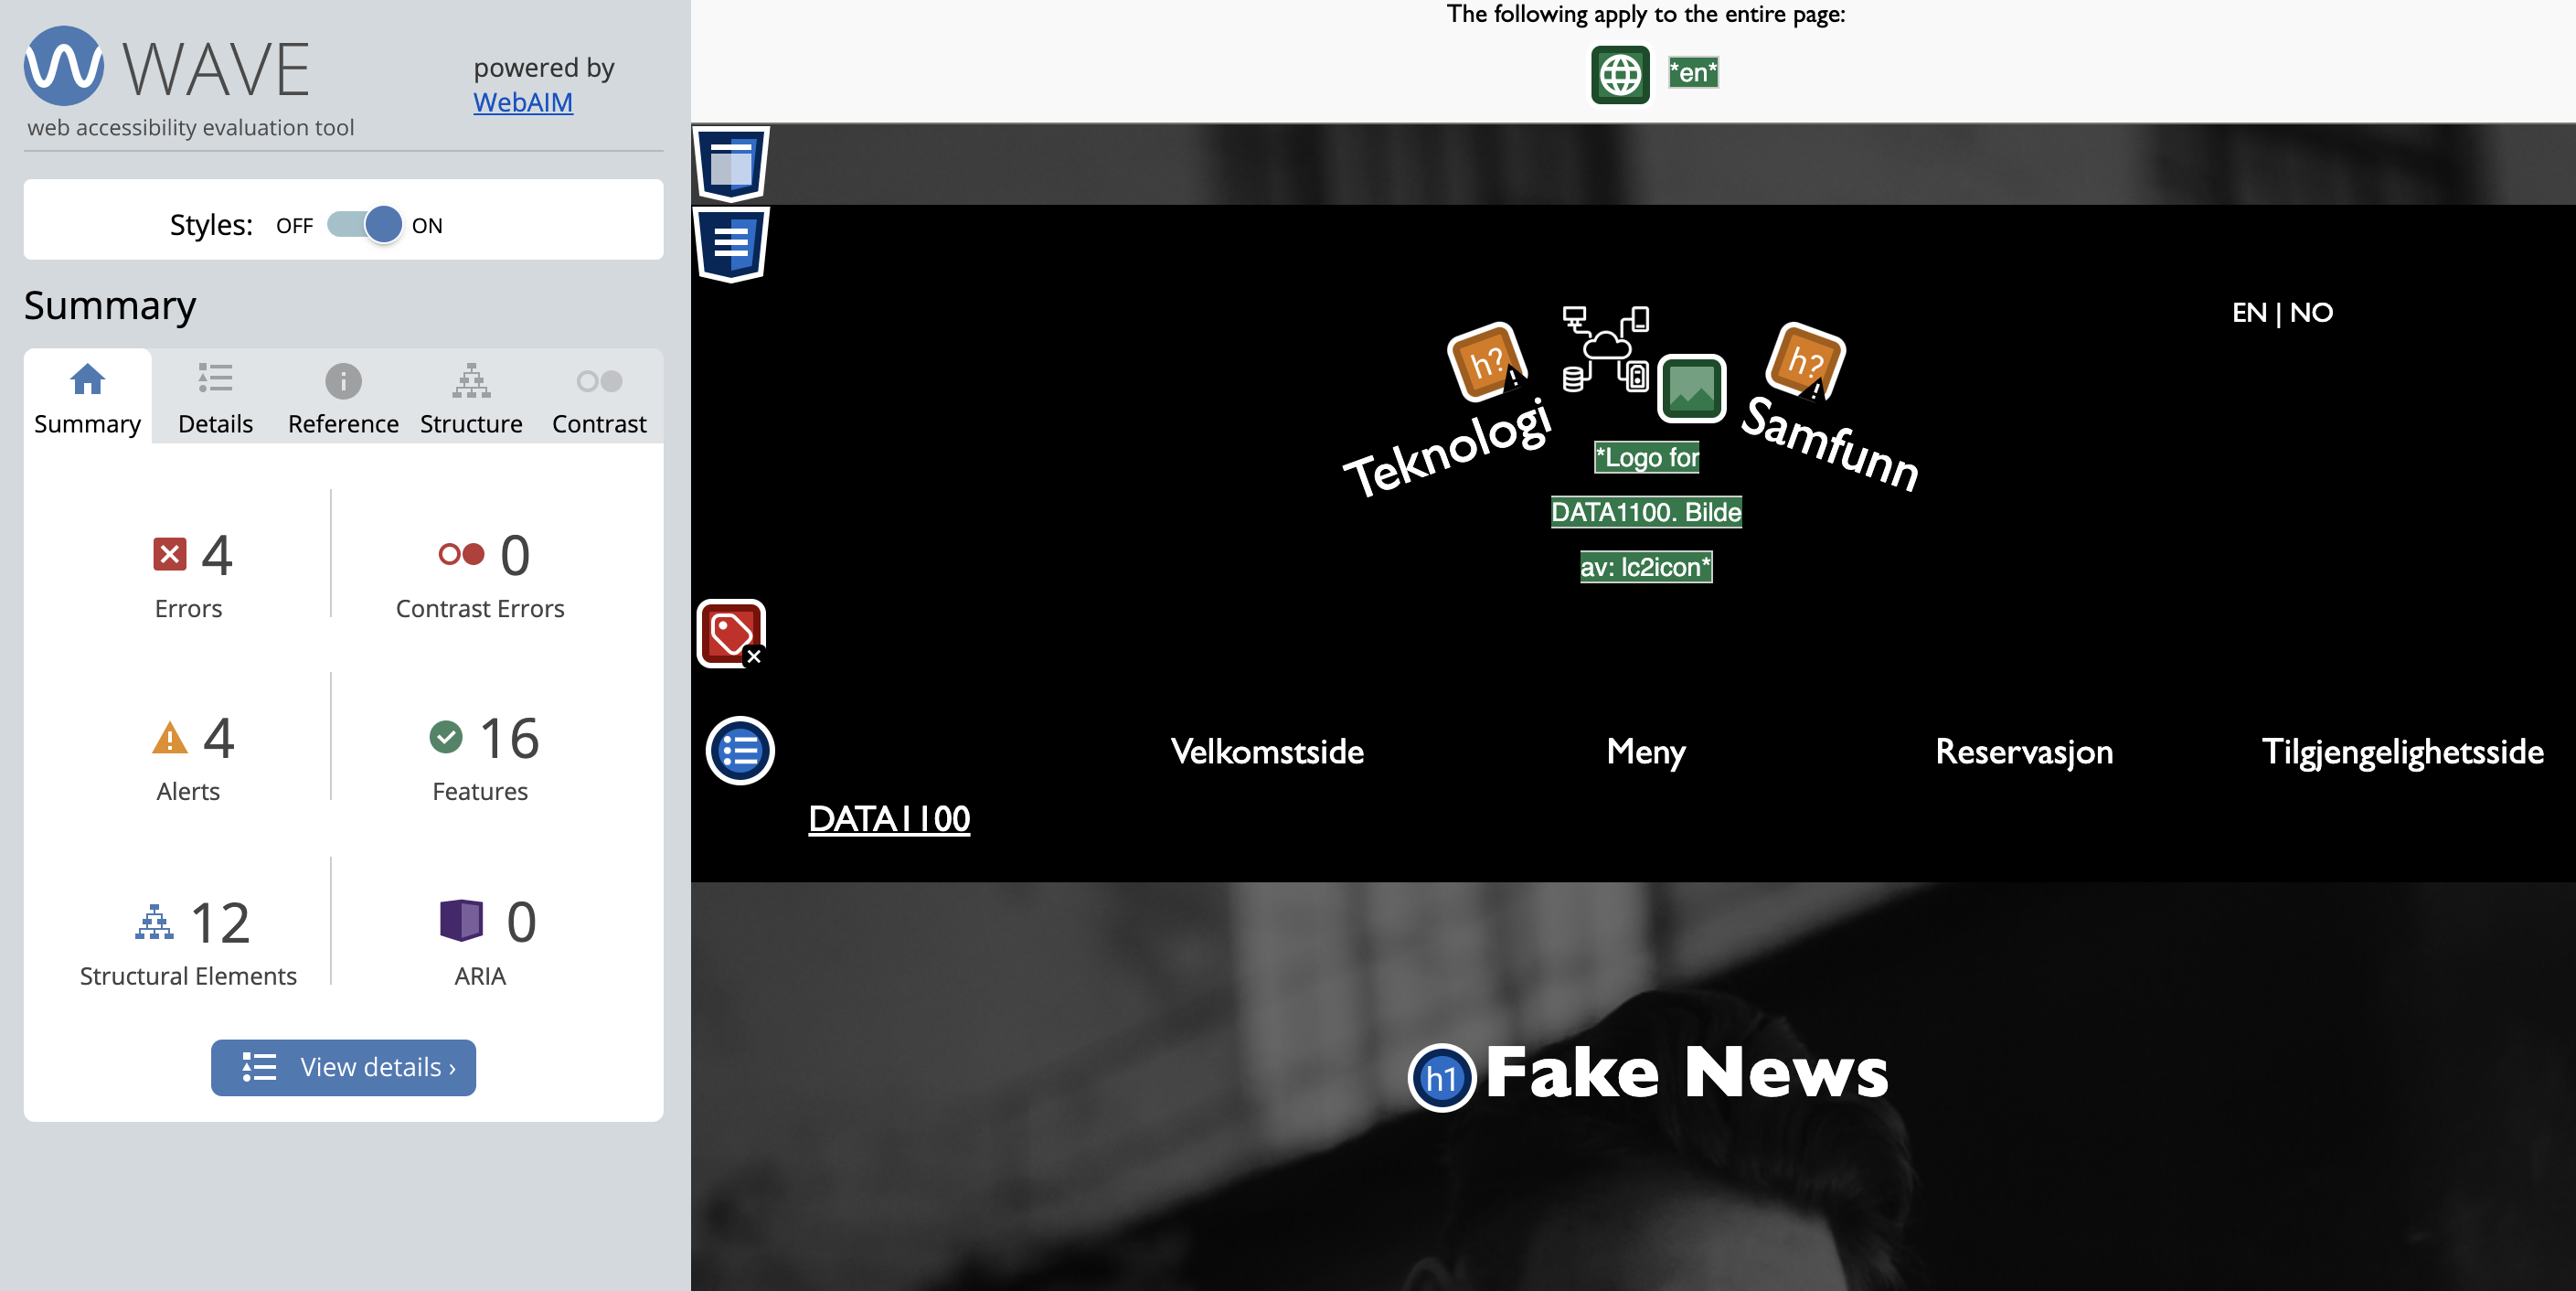 WAVE
powered by
WebAIM
web accessibility evaluation tool
Styles: OFF ON
Summary
Summary
Details
Reference
Structure
Contrast
4
Errors
0
Contrast Errors
4
Alerts
16
Features
12
Structural Elements
0
ARIA
View details ›
The following apply to the entire page:
*en*
EN | NO
h?
h?
Teknologi
Samfunn
*Logo for
DATA1100. Bilde
av: Ic2icon*
Velkomstside
Meny
Reservasjon
Tilgjengelighetsside
DATA1100
h1
Fake News